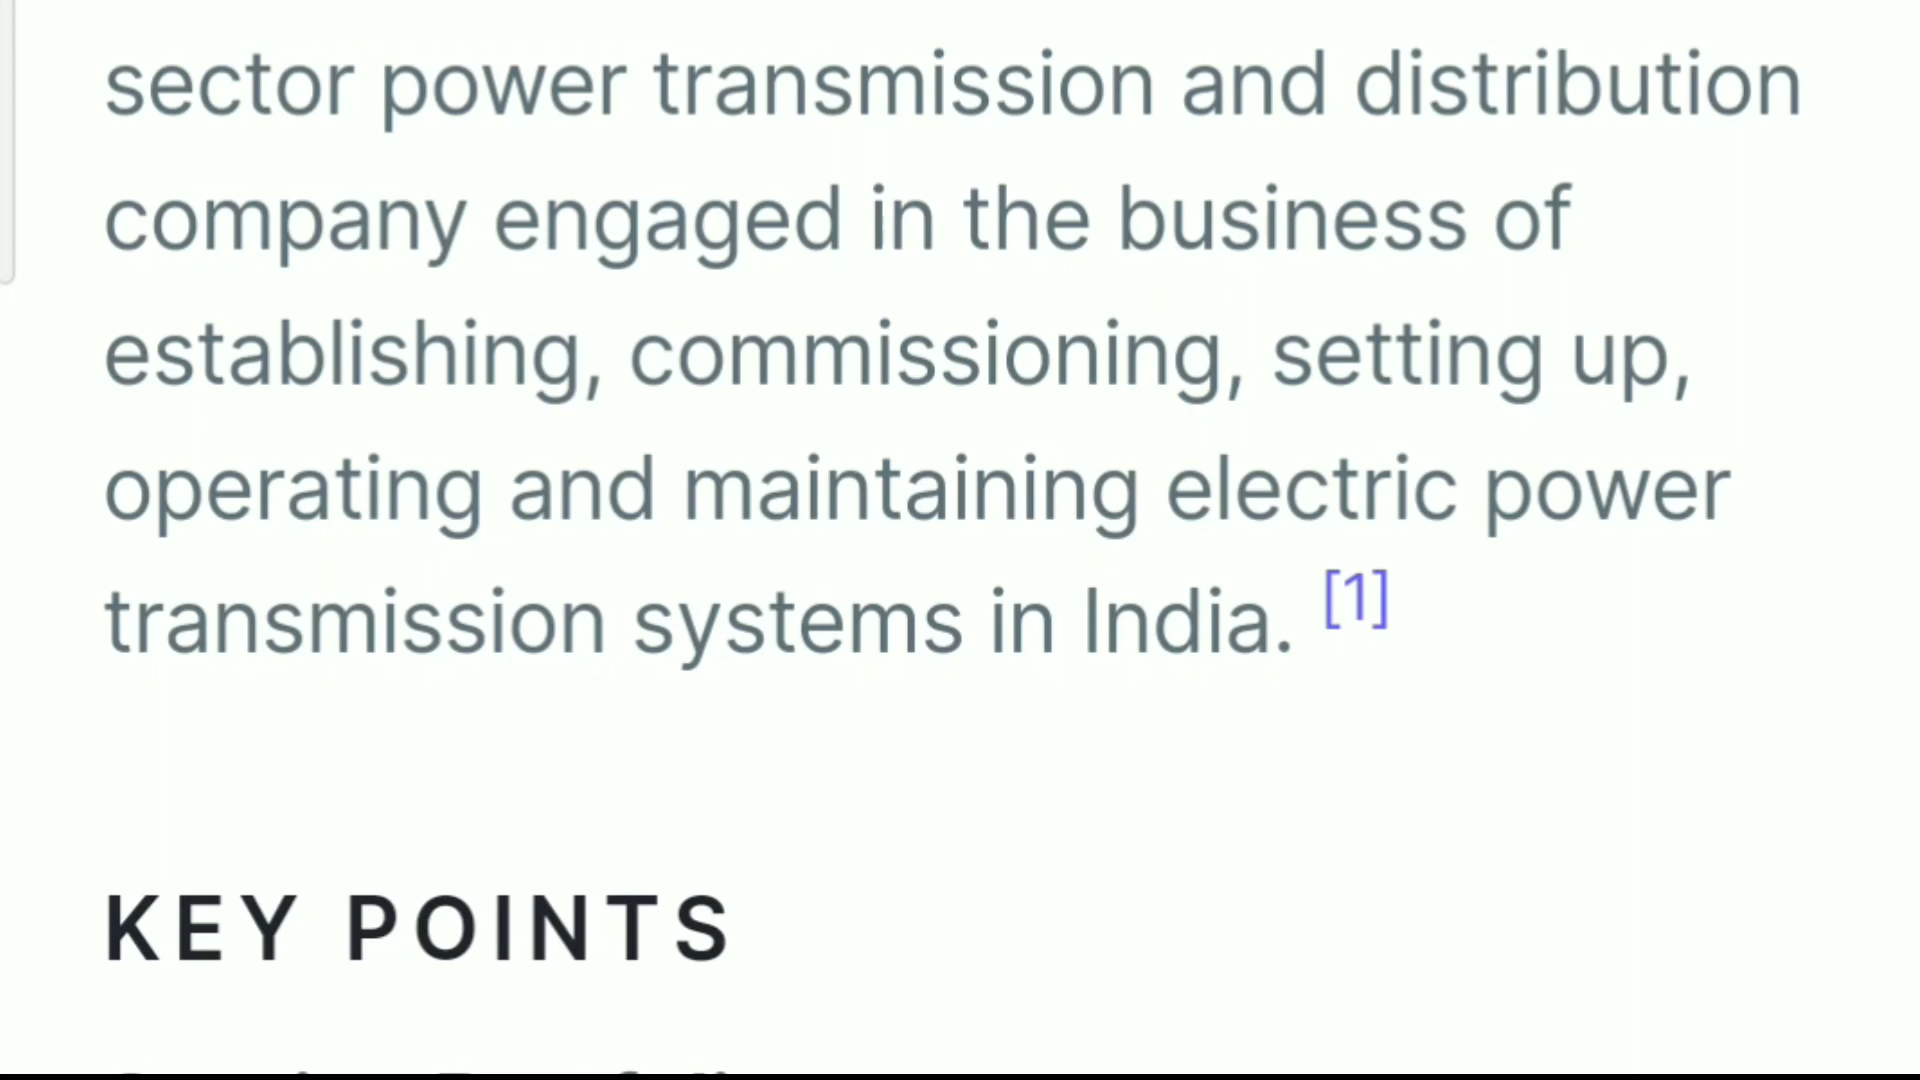 sector power transmission and distribution
company engaged in the business of
establishing, commissioning, setting up,
operating and maintaining electric power
transmission systems in India. [1]
KEY POINTS